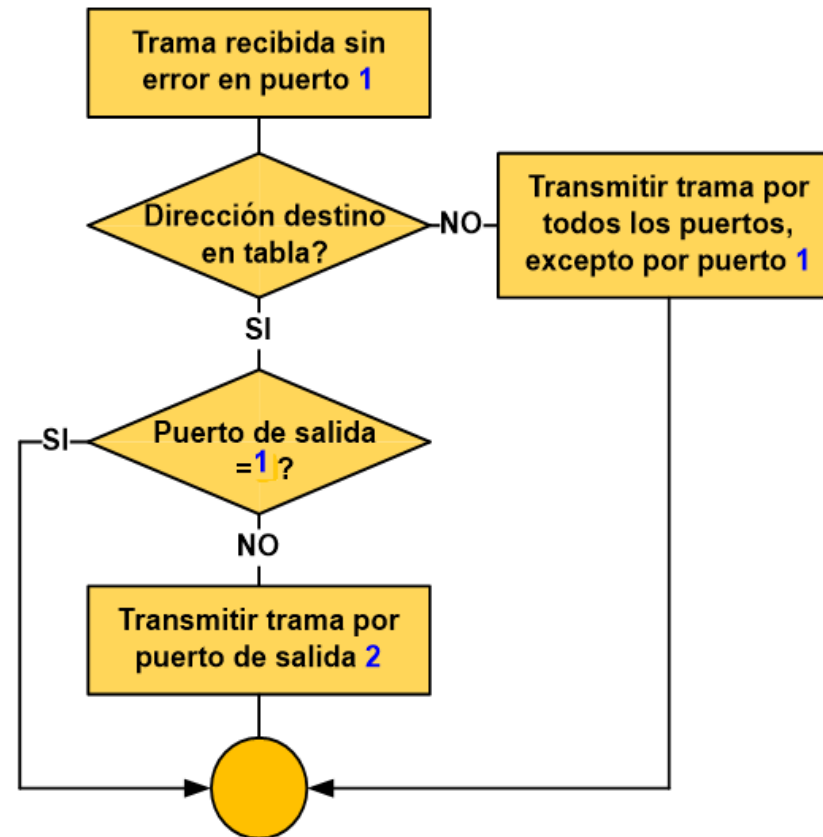 Trama recibida sin
error en puerto 1
Dirección destino
en tabla?
NO
Transmitir trama por
todos los puertos,
excepto por puerto 1
SI
Puerto de salida
=1?
SI
NO
Transmitir trama por
puerto de salida 2